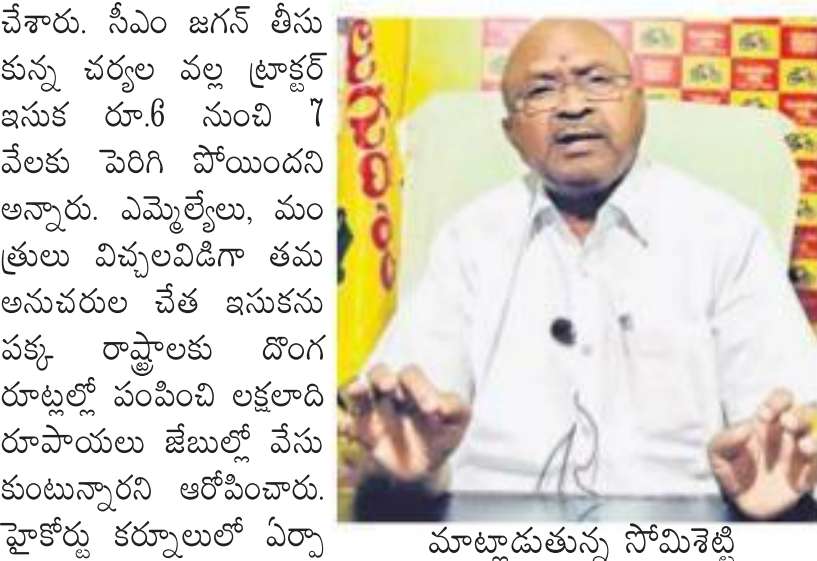 చేశారు. సీఎం జగన్ తీసు
కున్న చర్యల వల్ల ట్రాక్టర్
ఇసుక రూ.6 నుంచి 7
వేలకు పెరిగి పోయిందని
అన్నారు. ఎమ్మెల్యేలు, మం
త్రులు విచ్చలవిడిగా తమ
అనుచరుల చేత ఇసుకను
పక్క రాష్ట్రాలకు దొంగ
రూట్లల్లో పంపించి లక్షలాది
రూపాయలు జేబుల్లో వేసు
కుంటున్నారని ఆరోపించారు.
హైకోర్టు కర్నూలులో ఏర్పా
మాట్లాడుతున్న సోమిశెట్టి